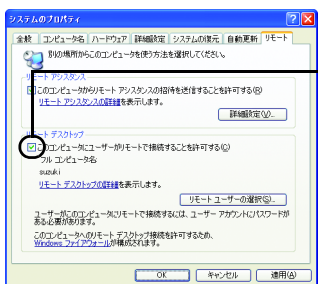 システムのプロパティ
全般 コンピュータ名 ハードウェア 詳細設定 システムの復元 自動更新 リモート
別の場所からこのコンピュータを使う方法を選択してください。
リモート アシスタンス
このコンピュータからリモート アシスタンスの招待を送信することを許可する(R)
リモート アシスタンスの詳細を表示します。
詳細設定(V)...
リモート デスクトップ
このコンピュータにユーザーがリモートで接続することを許可する(C)
フル コンピュータ名
suzuki
リモート デスクトップの詳細を表示します。
リモート ユーザーの選択(S)...
ユーザーがこのコンピュータにリモートで接続するには、ユーザー アカウントにパスワードが
ある必要があります。
このコンピュータへのリモート デスクトップ接続を許可するため、
Windows ファイアウォールが構成されます。
OK キャンセル 適用(A)